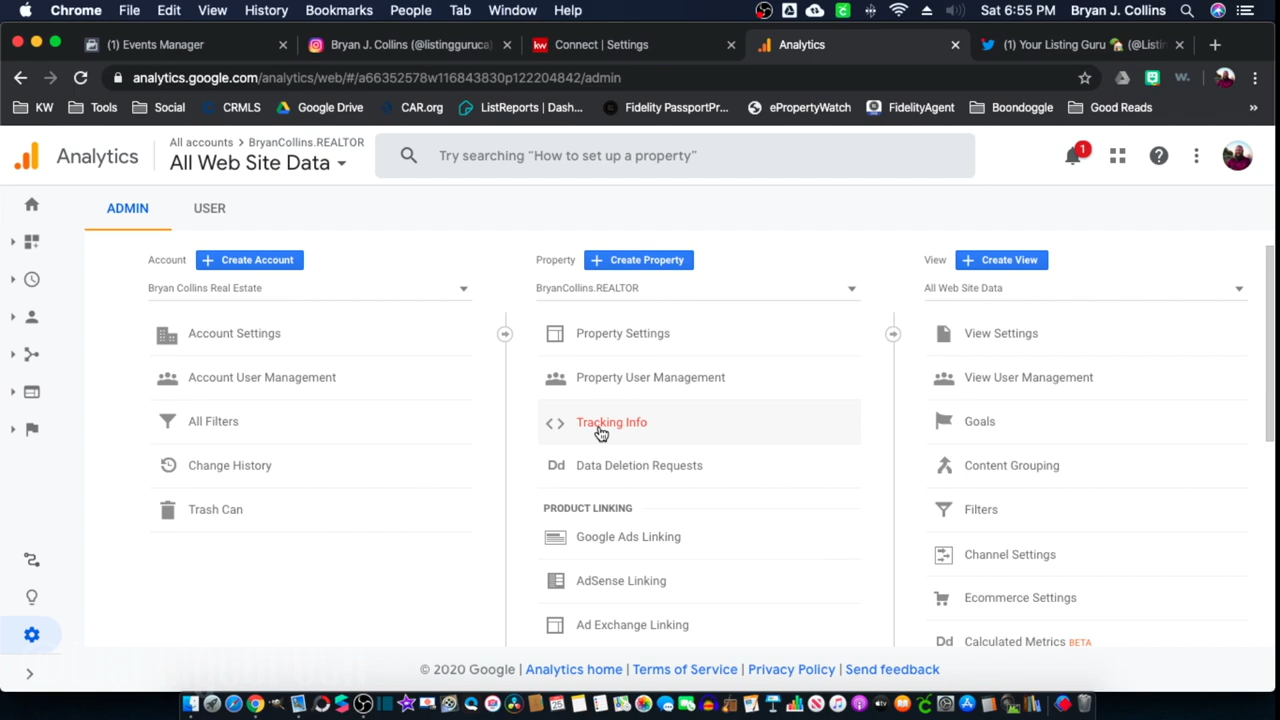 Chrome File Edit View History Bookmarks People Tab Window Help Sat 6:55 PM Bryan J. Collins
(1) Events Manager
Bryan J. Collins (@listingguruca)
Connect | Settings
Analytics
(1) Your Listing Guru 🏡 (@Listin
analytics.google.com/analytics/web/#/a66352578w116843830p122204842/admin
KW Tools Social CRMLS Google Drive CAR.org ListReports | Dash... Fidelity PassportPr... ePropertyWatch FidelityAgent Boondoggle Good Reads »
Analytics
All accounts > BryanCollins.REALTOR
All Web Site Data
Try searching "How to set up a property"
1
ADMIN USER
Account + Create Account
Bryan Collins Real Estate
Account Settings
Account User Management
All Filters
Change History
Trash Can
Property + Create Property
BryanCollins.REALTOR
Property Settings
Property User Management
Tracking Info
Dd Data Deletion Requests
PRODUCT LINKING
Google Ads Linking
AdSense Linking
Ad Exchange Linking
View + Create View
All Web Site Data
View Settings
View User Management
Goals
Content Grouping
Filters
Channel Settings
Ecommerce Settings
Dd Calculated Metrics BETA
© 2020 Google | Analytics home | Terms of Service | Privacy Policy | Send feedback